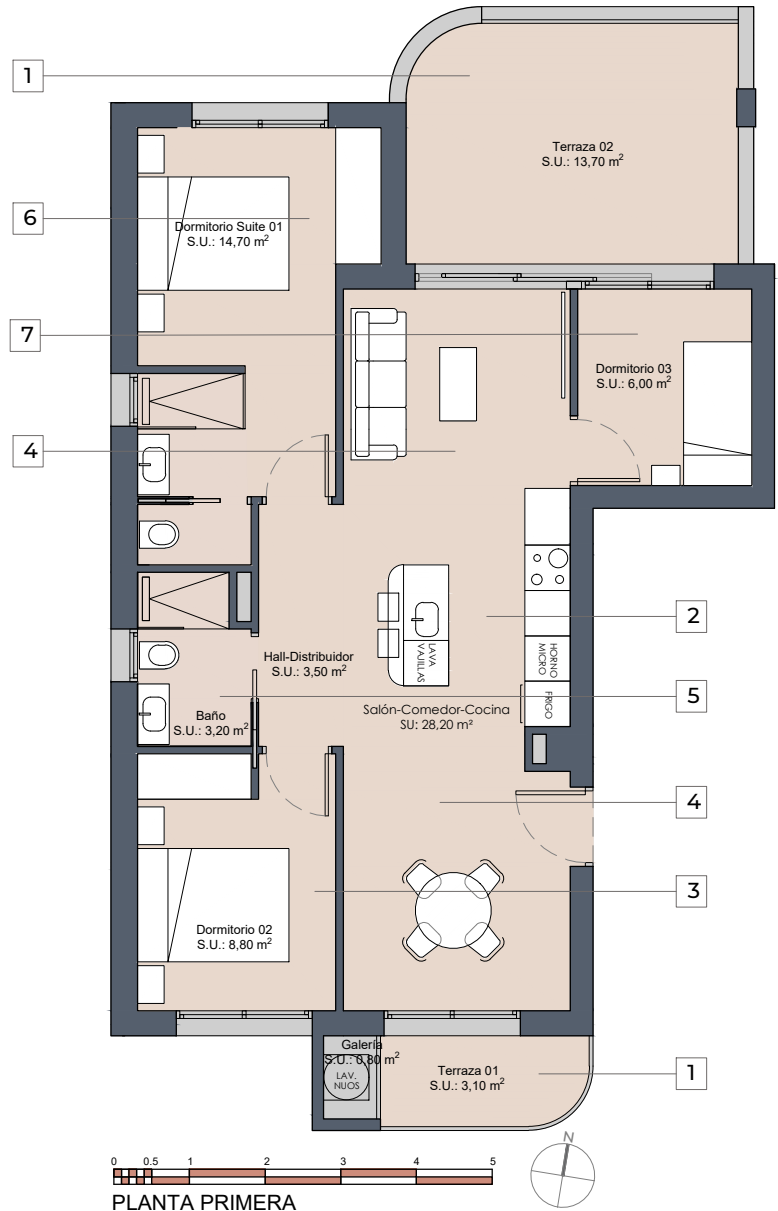 1
Terraza 02
S.U.: 13,70 m²
6
Dormitorio Suite 01
S.U.: 14,70 m²
7
Dormitorio 03
S.U.: 6,00 m²
4
2
LAVA
VAJILLAS
HORNO
MICRO
Hall-Distribuidor
S.U.: 3,50 m²
5
FRIGO
Baño
S.U.: 3,20 m²
Salón-Comedor-Cocina
SU: 28,20 m²
4
3
Dormitorio 02
S.U.: 8,80 m²
Galería
S.U.: 0,80 m²
LAV.
NUOS
Terraza 01
S.U.: 3,10 m²
1
N
0 0.5 1 2 3 4 5
PLANTA PRIMERA